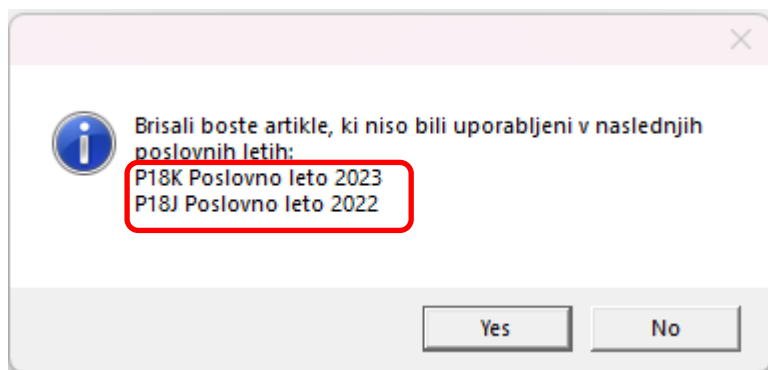 Brisali boste artikle, ki niso bili uporabljeni v naslednjih
poslovnih letih:
P18K Poslovno leto 2023
P18J Poslovno leto 2022
Yes
No